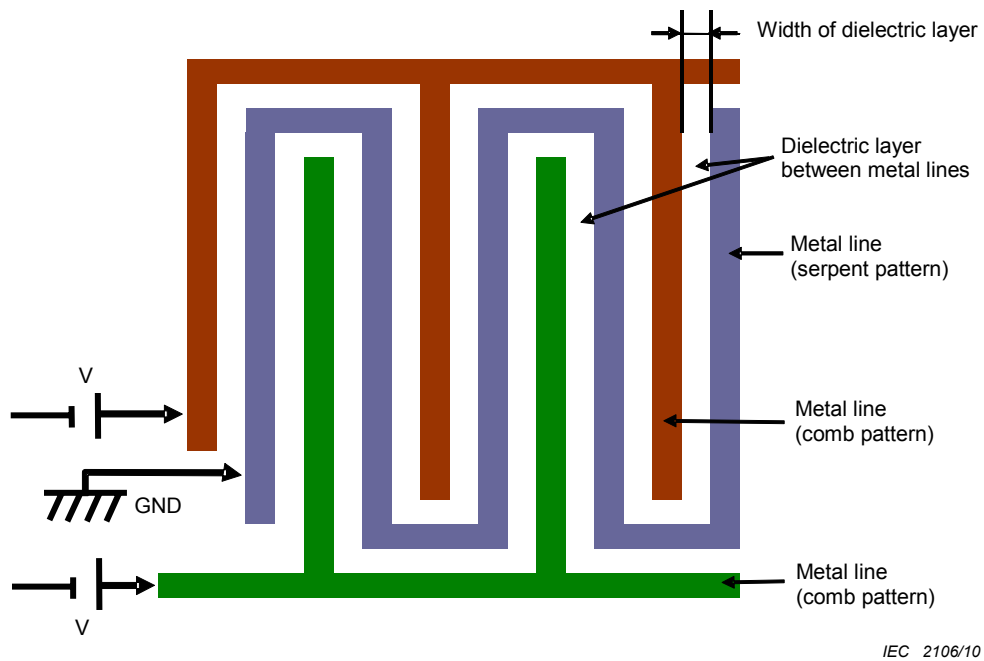 Width of dielectric layer
Dielectric layer
between metal lines
Metal line
(serpent pattern)
V
Metal line
(comb pattern)
GND
Metal line
(comb pattern)
V
IEC 2106/10